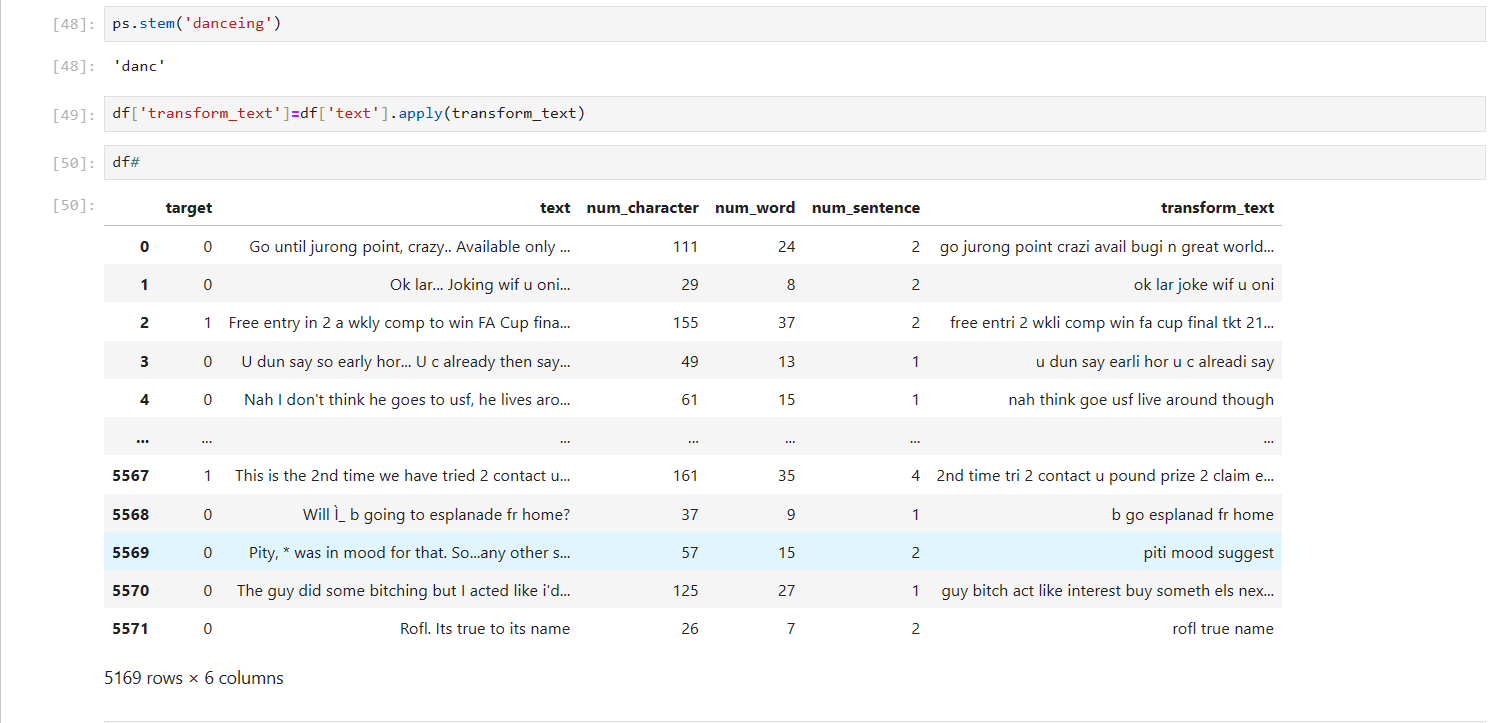 [48]: ps.stem('danceing')
[48]: 'danc'
[49]: df['transform_text']=df['text'].apply(transform_text)
[50]: df#
[50]:
target text num_character num_word num_sentence transform_text
0 0 Go until jurong point, crazy.. Available only ... 111 24 2 go jurong point crazi avail bugi n great world...
1 0 Ok lar... Joking wif u oni... 29 8 2 ok lar joke wif u oni
2 1 Free entry in 2 a wkly comp to win FA Cup fina... 155 37 2 free entri 2 wkli comp win fa cup final tkt 21...
3 0 U dun say so early hor... U c already then say... 49 13 1 u dun say earli hor u c alreadi say
4 0 Nah I don't think he goes to usf, he lives aro... 61 15 1 nah think goe usf live around though
... ... ... ... ... ... ...
5567 1 This is the 2nd time we have tried 2 contact u... 161 35 4 2nd time tri 2 contact u pound prize 2 claim e...
5568 0 Will Ì_ b going to esplanade fr home? 37 9 1 b go esplanad fr home
5569 0 Pity, * was in mood for that. So...any other s... 57 15 2 piti mood suggest
5570 0 The guy did some bitching but I acted like i'd... 125 27 1 guy bitch act like interest buy someth els nex...
5571 0 Rofl. Its true to its name 26 7 2 rofl true name
5169 rows × 6 columns